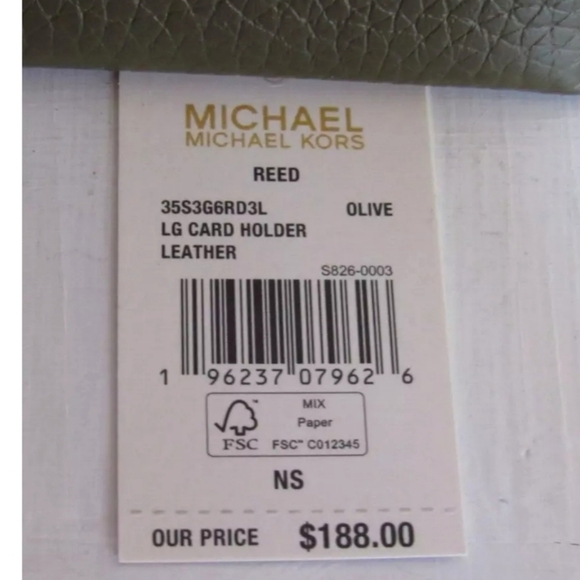 MICHAEL
MICHAEL KORS
REED
35S3G6RD3L OLIVE
LG CARD HOLDER
LEATHER
S826-0003
1 96237 07962 6
FSC™
MIX
Paper
FSC™ C012345
NS
OUR PRICE $188.00